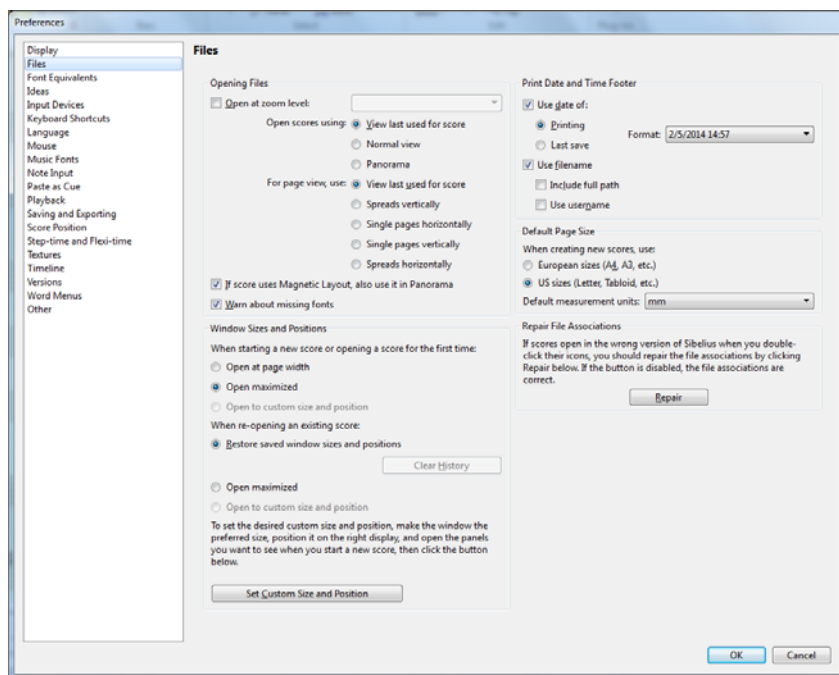 Preferences
Display
Files
Font Equivalents
Ideas
Input Devices
Keyboard Shortcuts
Language
Mouse
Music Fonts
Note Input
Paste as Cue
Playback
Saving and Exporting
Score Position
Step-time and Flexi-time
Textures
Timeline
Versions
Word Menus
Other
Files
Opening Files
Open at zoom level:
Open scores using: View last used for score
Normal view
Panorama
For page view, use: View last used for score
Spreads vertically
Single pages horizontally
Single pages vertically
Spreads horizontally
If score uses Magnetic Layout, also use it in Panorama
Warn about missing fonts
Window Sizes and Positions
When starting a new score or opening a score for the first time:
Open at page width
Open maximized
Open to custom size and position
When re-opening an existing score:
Restore saved window sizes and positions
Clear History
Open maximized
Open to custom size and position
To set the desired custom size and position, make the window the
preferred size, position it on the right display, and open the panels
you want to see when you start a new score, then click the button
below.
Set Custom Size and Position
Print Date and Time Footer
Use date of:
Printing
Last save
Format: 2/5/2014 14:57
Use filename
Include full path
Use username
Default Page Size
When creating new scores, use:
European sizes (A4, A3, etc.)
US sizes (Letter, Tabloid, etc.)
Default measurement units: mm
Repair File Associations
If scores open in the wrong version of Sibelius when you double-
click their icons, you should repair the file associations by clicking
Repair below. If the button is disabled, the file associations are
correct.
Repair
OK
Cancel